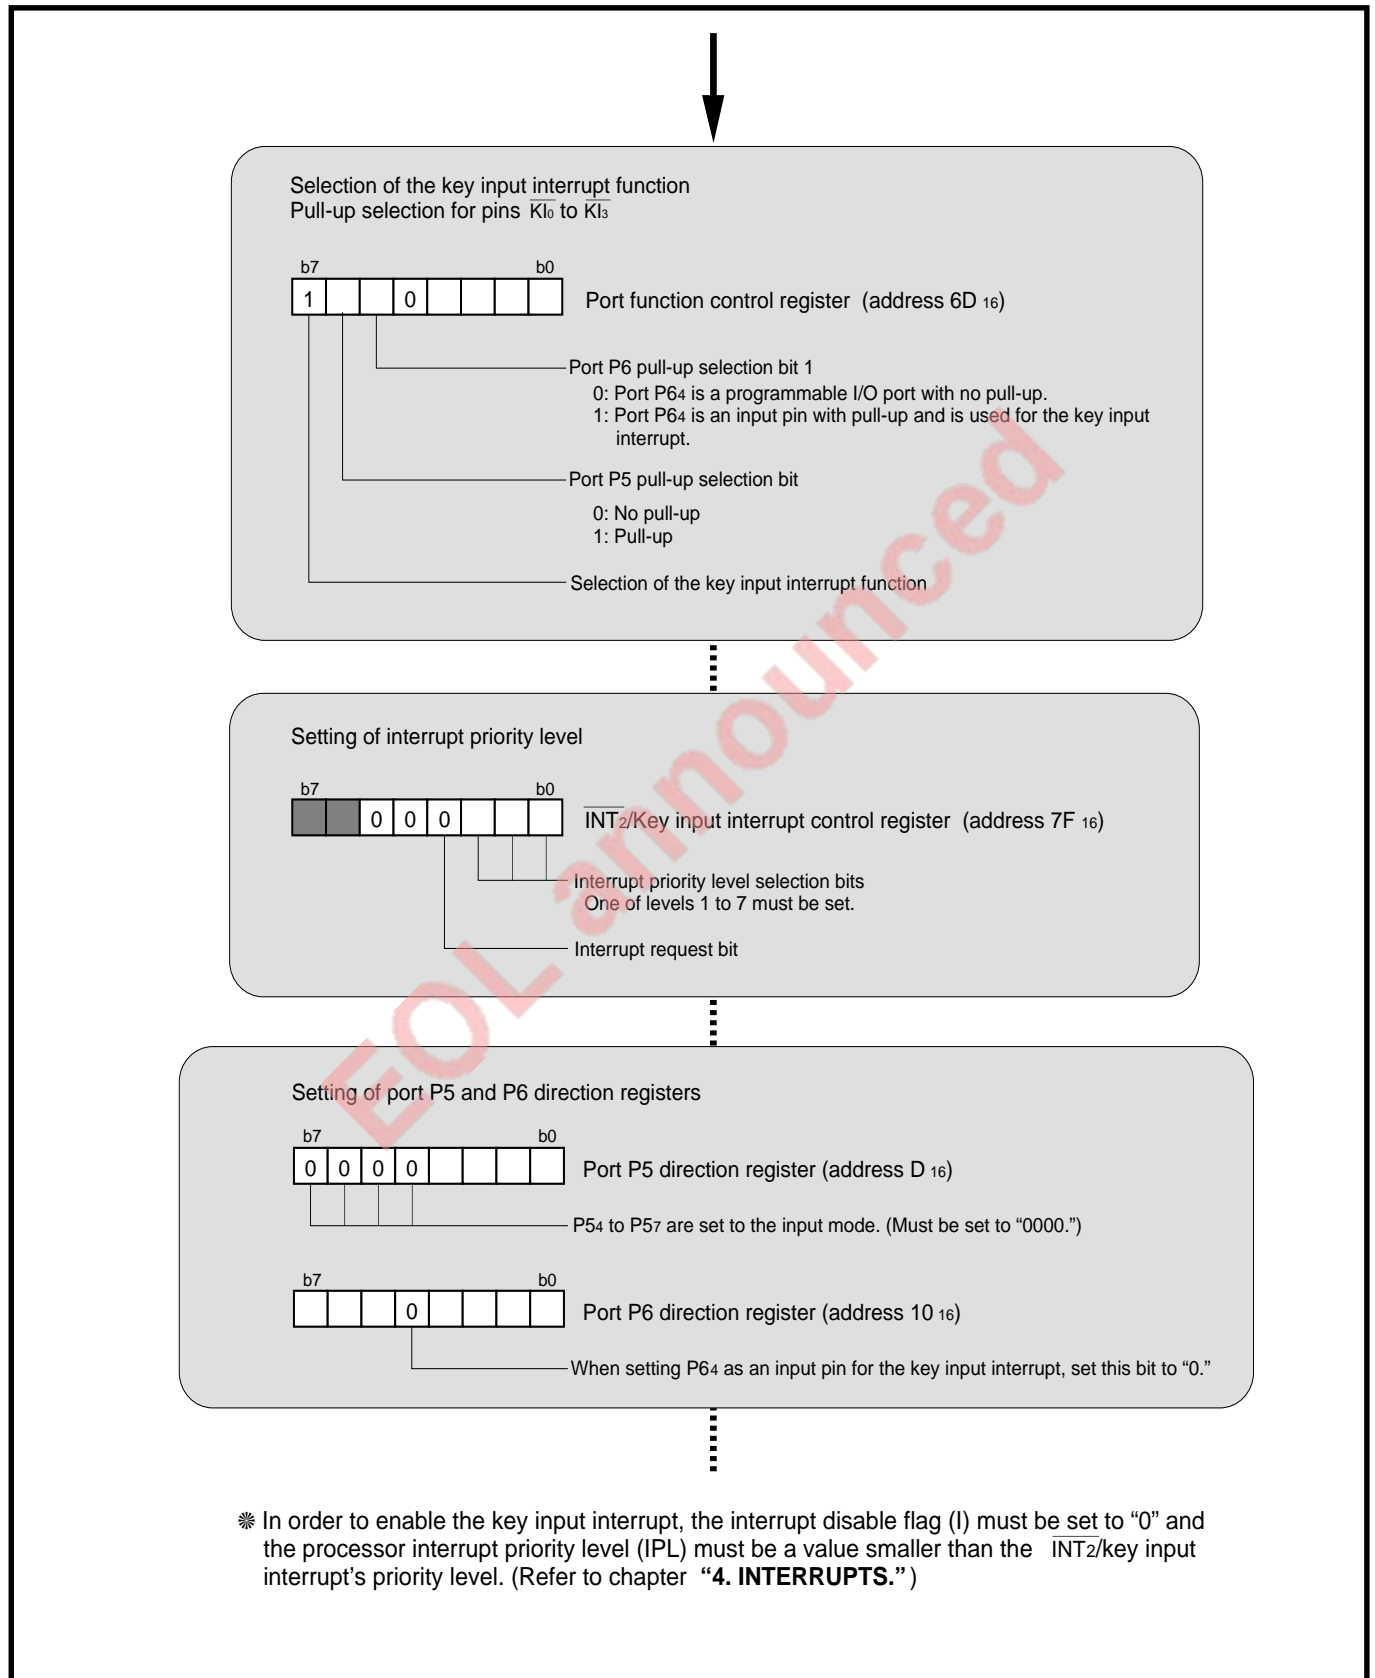 Selection of the key input interrupt function
Pull-up selection for pins KI0 to KI3
b7 b0
1 0 Port function control register (address 6D 16)
Port P6 pull-up selection bit 1
0: Port P64 is a programmable I/O port with no pull-up.
1: Port P64 is an input pin with pull-up and is used for the key input
interrupt.
Port P5 pull-up selection bit
0: No pull-up
1: Pull-up
Selection of the key input interrupt function
Setting of interrupt priority level
b7 b0
0 0 0 INT2/Key input interrupt control register (address 7F 16)
Interrupt priority level selection bits
One of levels 1 to 7 must be set.
Interrupt request bit
Setting of port P5 and P6 direction registers
b7 b0
0 0 0 0 Port P5 direction register (address D 16)
P54 to P57 are set to the input mode. (Must be set to “0000.”)
b7 b0
0 Port P6 direction register (address 10 16)
When setting P64 as an input pin for the key input interrupt, set this bit to “0.”
❊ In order to enable the key input interrupt, the interrupt disable flag (I) must be set to “0” and
the processor interrupt priority level (IPL) must be a value smaller than the INT2/key input
interrupt’s priority level. (Refer to chapter “4. INTERRUPTS.”)
EOL announced